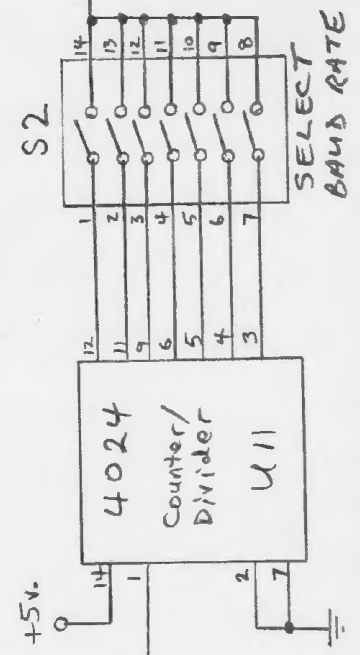 14 13 12 11 10 9 8
S2
1 2 3 4 5 6 7
SELECT
BAUD RATE
12 11 9 6 5 4 3
4024
Counter/
Divider
U11
14 1 2 7
+5v.